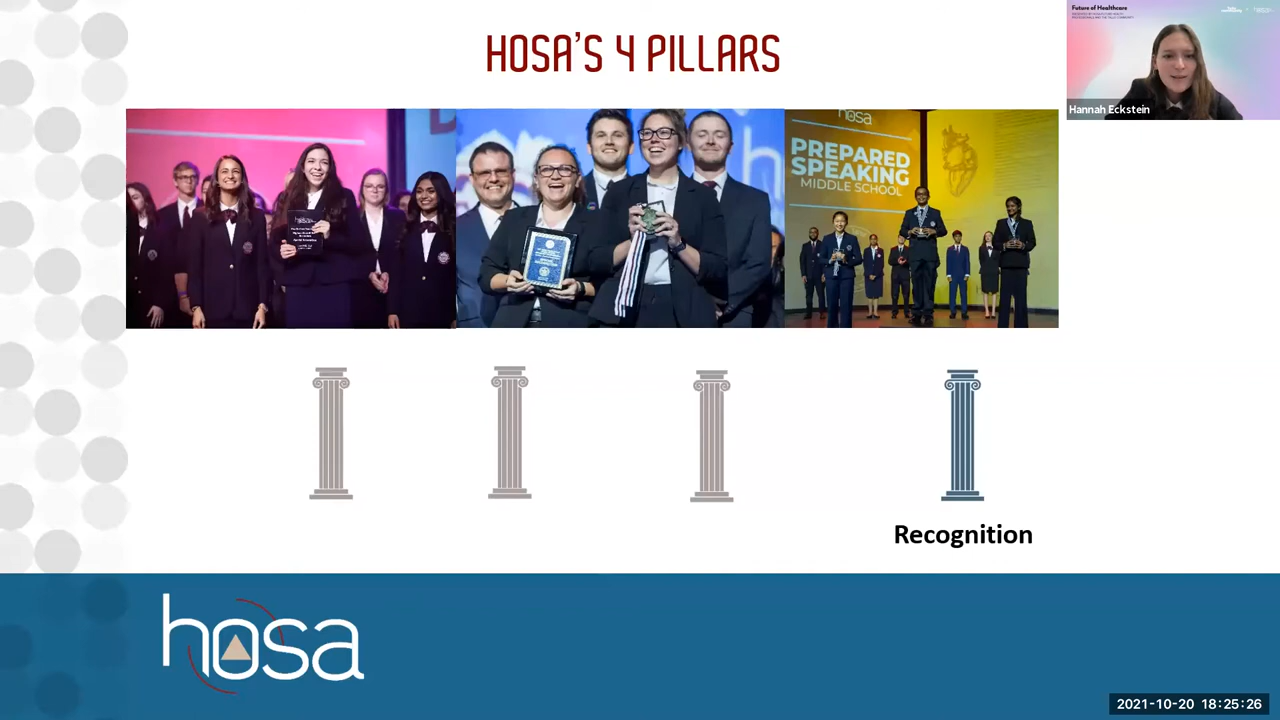 HOSA'S 4 PILLARS
Future of Healthcare
Hannah Eckstein
hosa
PREPARED
SPEAKING
MIDDLE SCHOOL
Recognition
hosa
2021-10-20 18:25:26